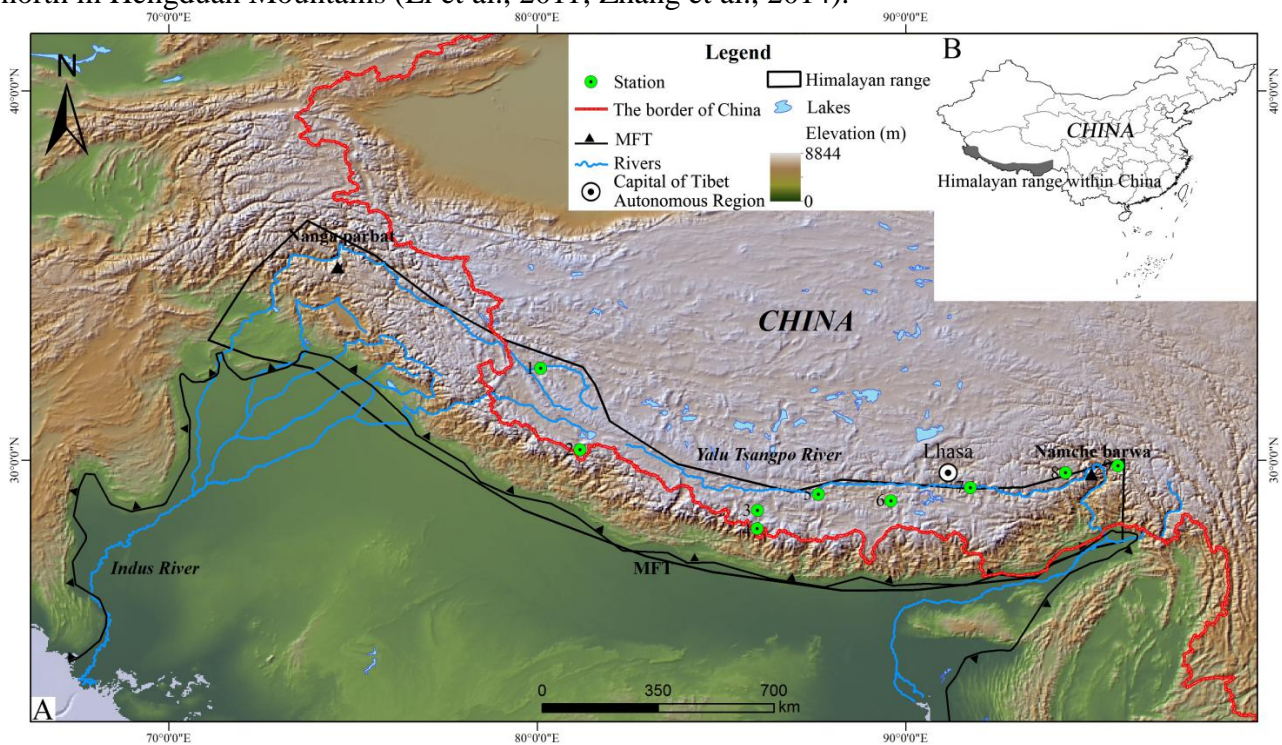 north in Hengduan Mountains (Li et al., 2011; Zhang et al., 2014).
70°0'0"E 80°0'0"E 90°0'0"E
40°0'0"N
30°0'0"N
N
Legend
Station
The border of China
MFT
Rivers
Capital of Tibet
Autonomous Region
Himalayan range
Lakes
Elevation (m)
8844
0
B
CHINA
Himalayan range within China
40°0'0"N
30°0'0"N
Nanga parbat
CHINA
1
2
3
4
5
6
7
8
9
Yalu Tsangpo River
Lhasa
Namche barwa
Indus River
MFT
0 350 700
km
A
70°0'0"E 80°0'0"E 90°0'0"E